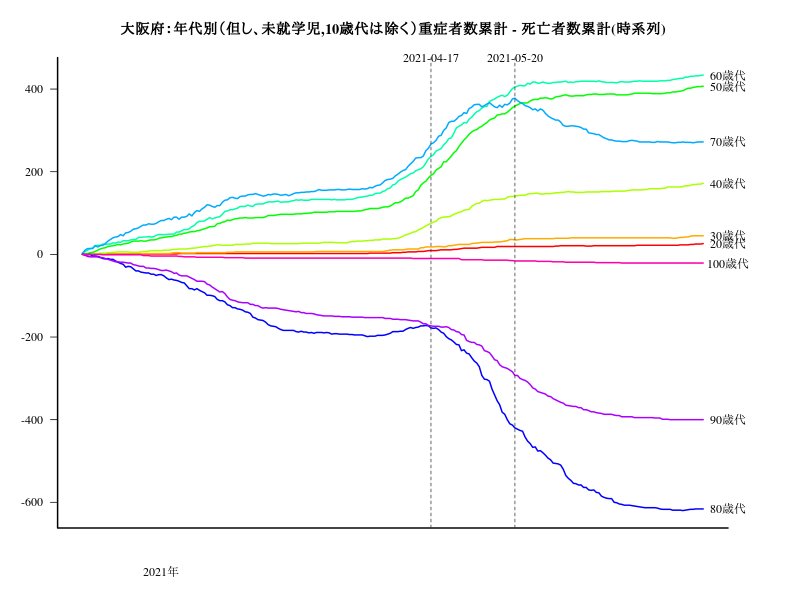 大阪府：年代別（但し、未就学児,10歳代は除く）重症者数累計 - 死亡者数累計(時系列)
2021-04-17 2021-05-20
400
200
0
-200
-400
-600
60歳代
50歳代
70歳代
40歳代
30歳代
20歳代
100歳代
90歳代
80歳代
2021年